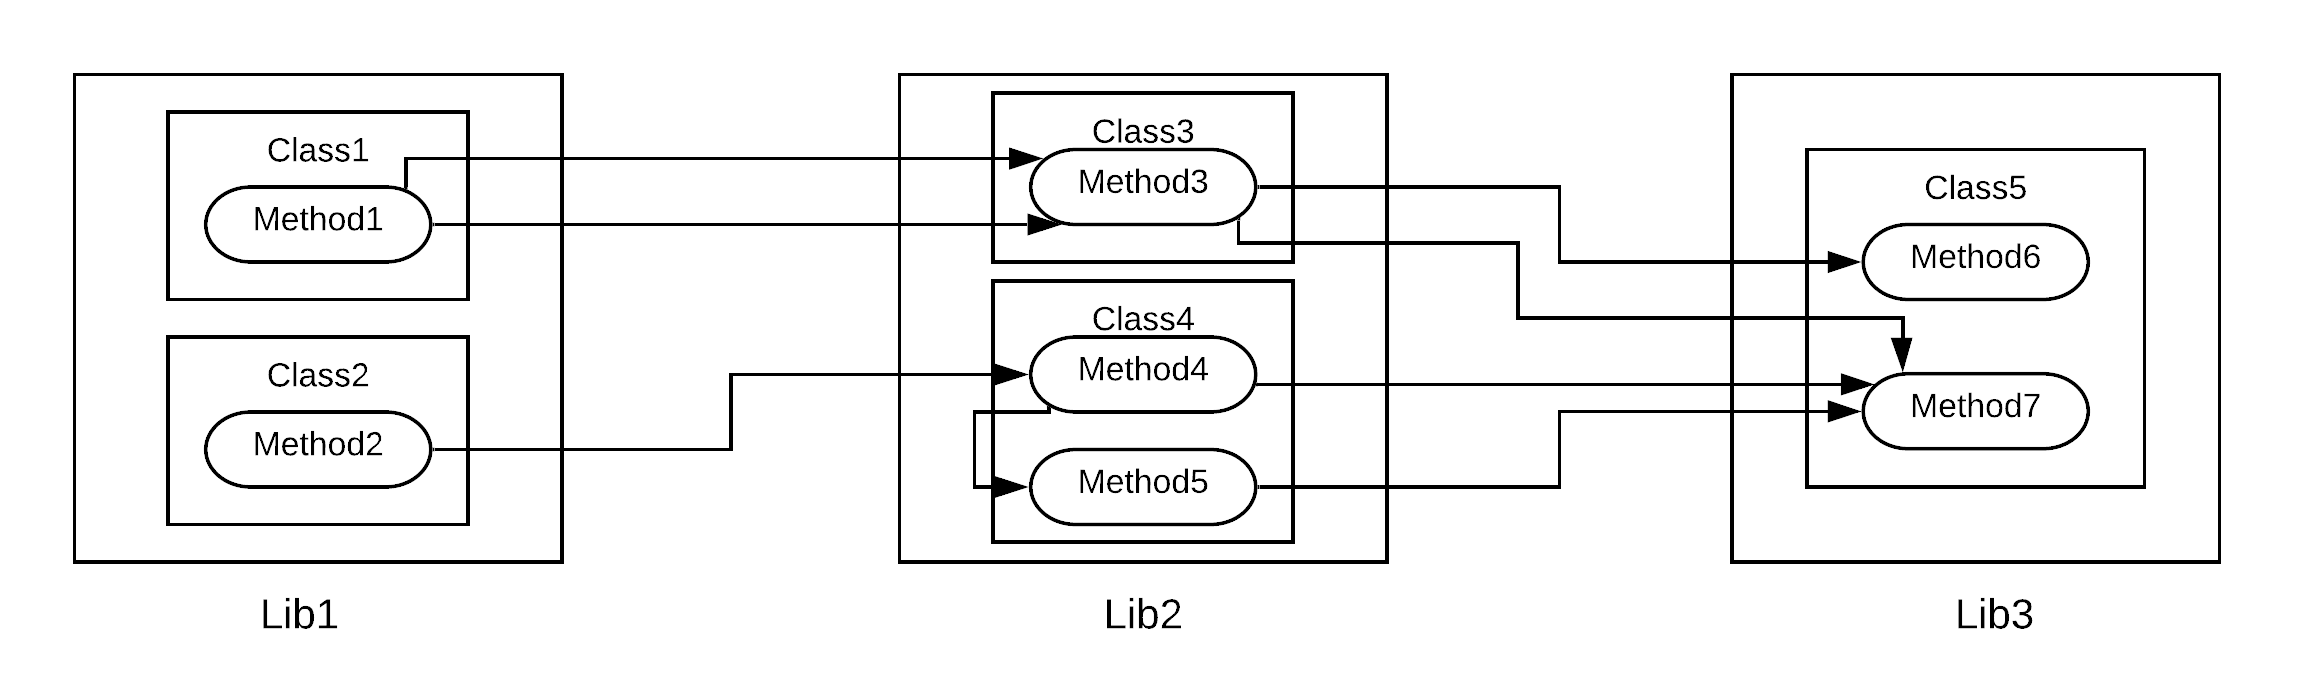 Class1
Method1
Class2
Method2
Lib1
Class3
Method3
Class4
Method4
Method5
Lib2
Class5
Method6
Method7
Lib3